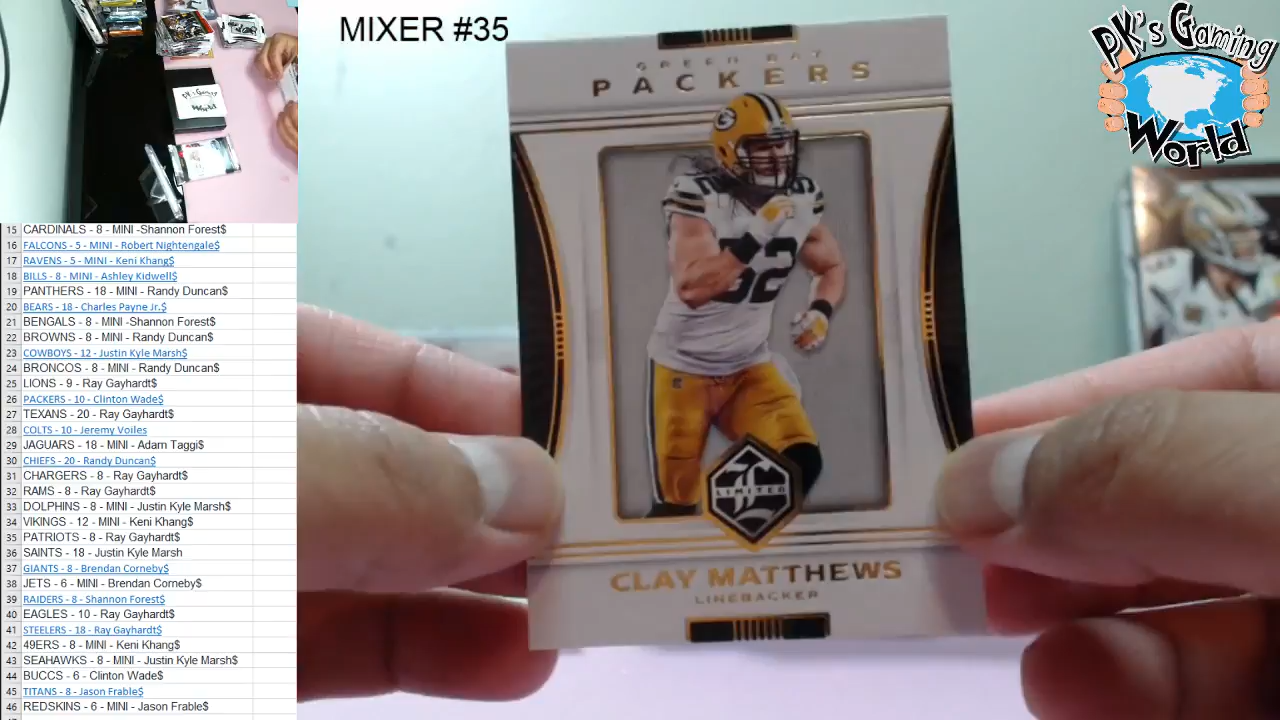 MIXER #35
PK's Gaming
World
GREEN BAY
PACKERS
52
LIMITED
CLAY MATTHEWS
LINEBACKER
15 CARDINALS - 8 - MINI -Shannon Forest$
16 FALCONS - 5 - MINI - Robert Nightengale$
17 RAVENS - 5 - MINI - Keni Khang$
18 BILLS - 8 - MINI - Ashley Kidwell$
19 PANTHERS - 18 - MINI - Randy Duncan$
20 BEARS - 18 - Charles Payne Jr.$
21 BENGALS - 8 - MINI -Shannon Forest$
22 BROWNS - 8 - MINI - Randy Duncan$
23 COWBOYS - 12 - Justin Kyle Marsh$
24 BRONCOS - 8 - MINI - Randy Duncan$
25 LIONS - 9 - Ray Gayhardt$
26 PACKERS - 10 - Clinton Wade$
27 TEXANS - 20 - Ray Gayhardt$
28 COLTS - 10 - Jeremy Voiles
29 JAGUARS - 18 - MINI - Adam Taggi$
30 CHIEFS - 20 - Randy Duncan$
31 CHARGERS - 8 - Ray Gayhardt$
32 RAMS - 8 - Ray Gayhardt$
33 DOLPHINS - 8 - MINI - Justin Kyle Marsh$
34 VIKINGS - 12 - MINI - Keni Khang$
35 PATRIOTS - 8 - Ray Gayhardt$
36 SAINTS - 18 - Justin Kyle Marsh
37 GIANTS - 8 - Brendan Corneby$
38 JETS - 6 - MINI - Brendan Corneby$
39 RAIDERS - 8 - Shannon Forest$
40 EAGLES - 10 - Ray Gayhardt$
41 STEELERS - 18 - Ray Gayhardt$
42 49ERS - 8 - MINI - Keni Khang$
43 SEAHAWKS - 8 - MINI - Justin Kyle Marsh$
44 BUCCS - 6 - Clinton Wade$
45 TITANS - 8 - Jason Frable$
46 REDSKINS - 6 - MINI - Jason Frable$